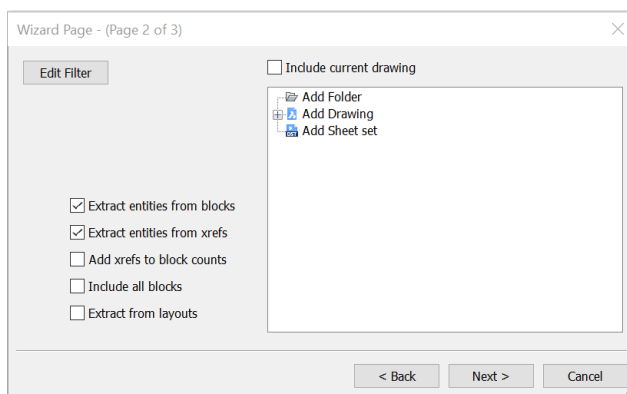 Wizard Page - (Page 2 of 3)
Edit Filter
Include current drawing
Add Folder
Add Drawing
Add Sheet set
Extract entities from blocks
Extract entities from xrefs
Add xrefs to block counts
Include all blocks
Extract from layouts
< Back
Next >
Cancel